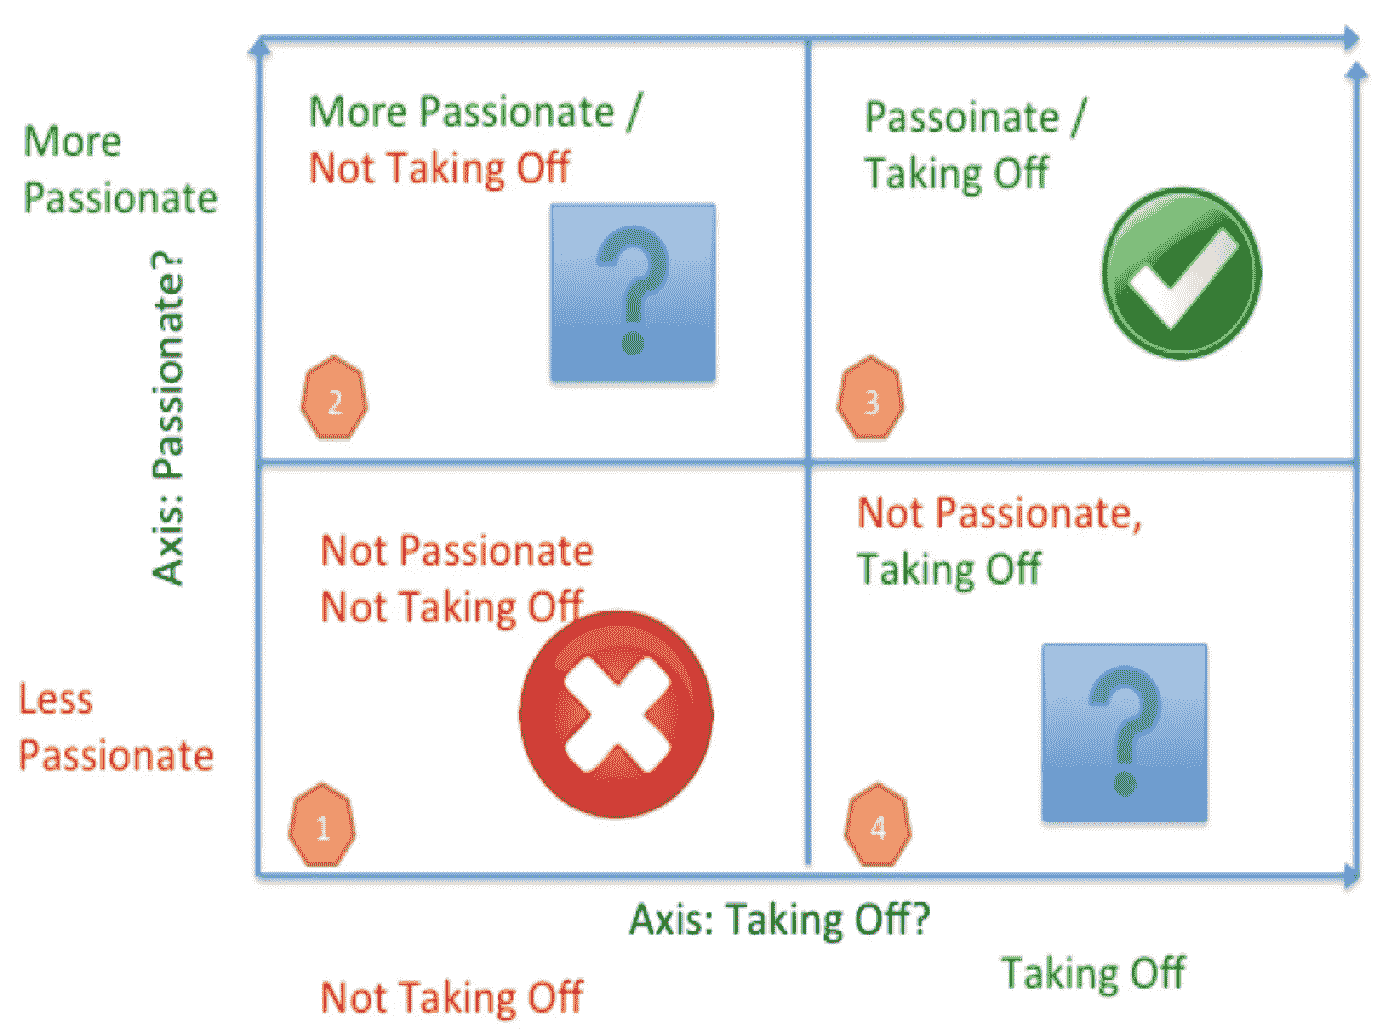 More Passionate /
Not Taking Off
Passoinate /
Taking Off
More
Passionate
?
2
3
Axis: Passionate?
Not Passionate
Not Taking Off
Not Passionate,
Taking Off
Less
Passionate
?
1
4
Axis: Taking Off?
Taking Off
Not Taking Off